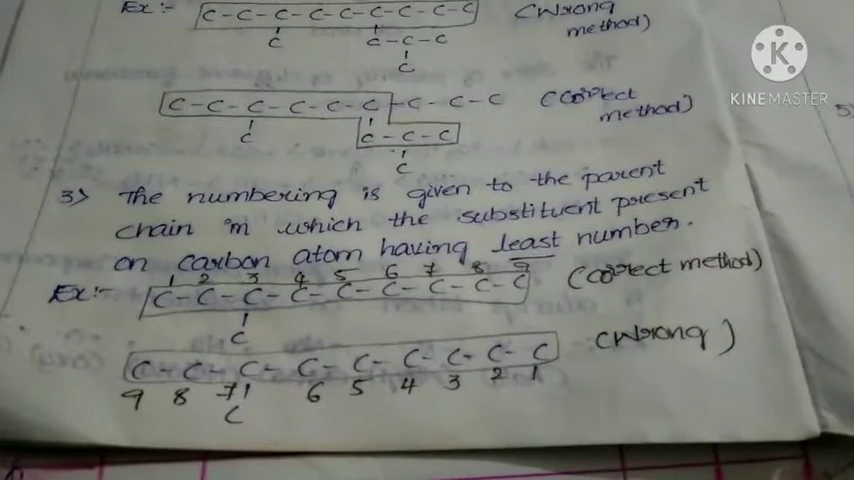 Ex:- C-C-C-C-C-C-C-C-C (Wrong method)
C C-C-C
C
C-C-C-C-C-C-C-C-C-C (Correct method)
C C-C-C
C
3) The numbering is given to the parent
chain in which the substituent present
on carbon atom having least number.
1 2 3 4 5 6 7 8 9
Ex:- C-C-C-C-C-C-C-C-C (Correct method)
C
C-C-C-C-C-C-C-C-C (Wrong)
9 8 7 6 5 4 3 2 1
C
KINEMASTER